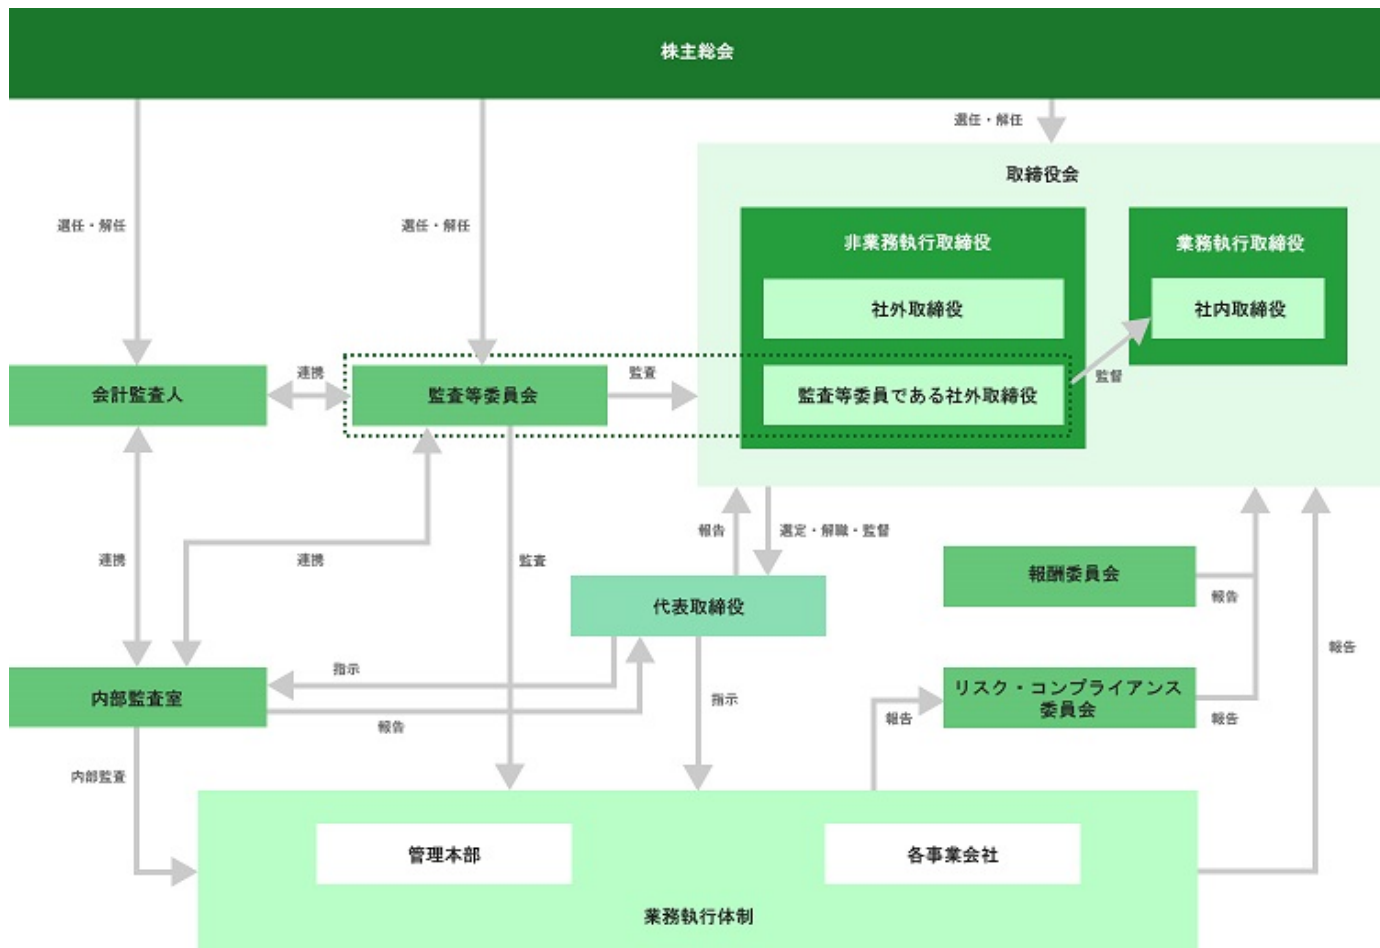 株主総会
選任・解任
取締役会
選任・解任
選任・解任
非業務執行取締役
業務執行取締役
社外取締役
社内取締役
連携
監査
監督
会計監査人
監査等委員会
監査等委員である社外取締役
報告
選定・解職・監督
連携
連携
監査
報酬委員会
報告
代表取締役
報告
指示
リスク・コンプライアンス
委員会
内部監査室
指示
報告
報告
報告
内部監査
管理本部
各事業会社
業務執行体制